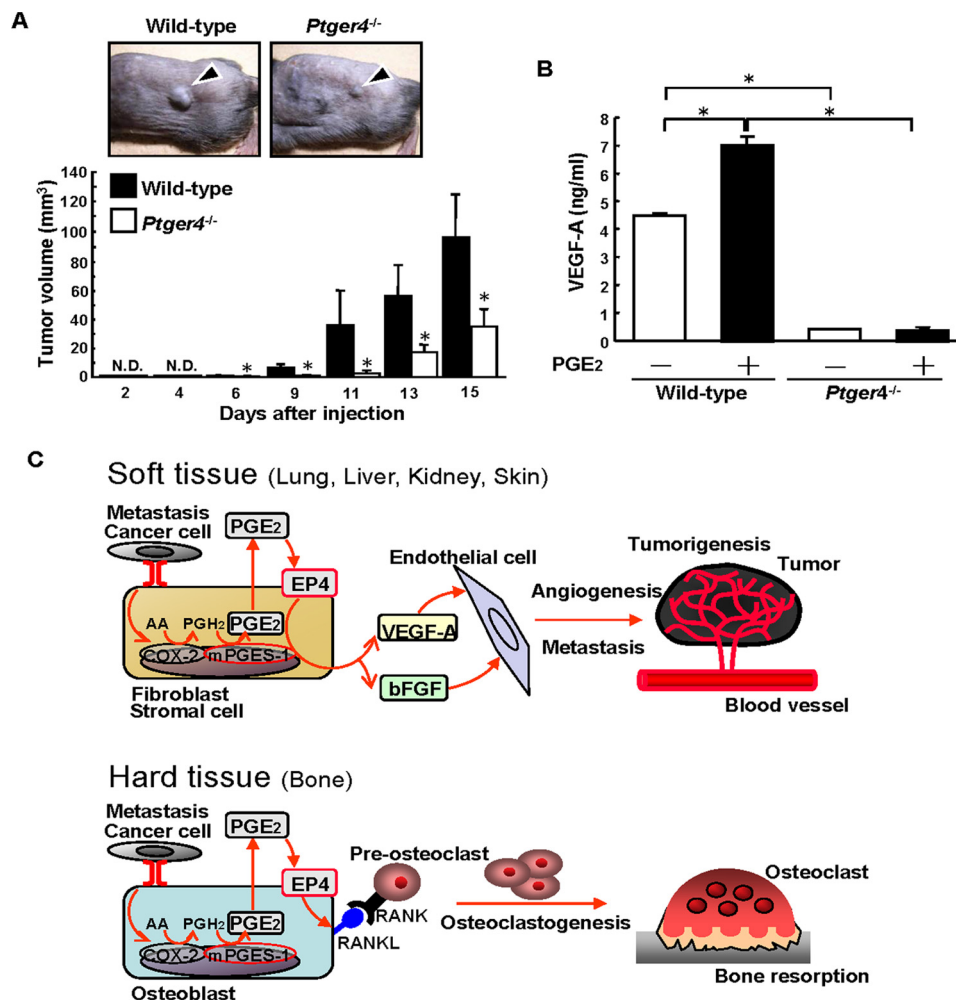 A
Wild-type
Ptger4-/-
Tumor volume (mm3)
140
120
100
80
60
40
20
0
Wild-type
Ptger4-/-
N.D.
N.D.
*
*
*
*
*
2 4 6 9 11 13 15
Days after injection
B
*
* *
VEGF-A (ng/ml)
8
7
6
5
4
3
2
1
0
PGE2 — + — +
Wild-type
Ptger4-/-
C
Soft tissue (Lung, Liver, Kidney, Skin)
Metastasis
Cancer cell
PGE2
EP4
AA PGH2 PGE2
COX-2 mPGES-1
Fibroblast
Stromal cell
VEGF-A
bFGF
Endothelial cell
Angiogenesis
Metastasis
Tumorigenesis
Tumor
Blood vessel
Hard tissue (Bone)
Metastasis
Cancer cell
PGE2
EP4
AA PGH2 PGE2
COX-2 mPGES-1
Osteoblast
Pre-osteoclast
RANK
RANKL
Osteoclastogenesis
Osteoclast
Bone resorption